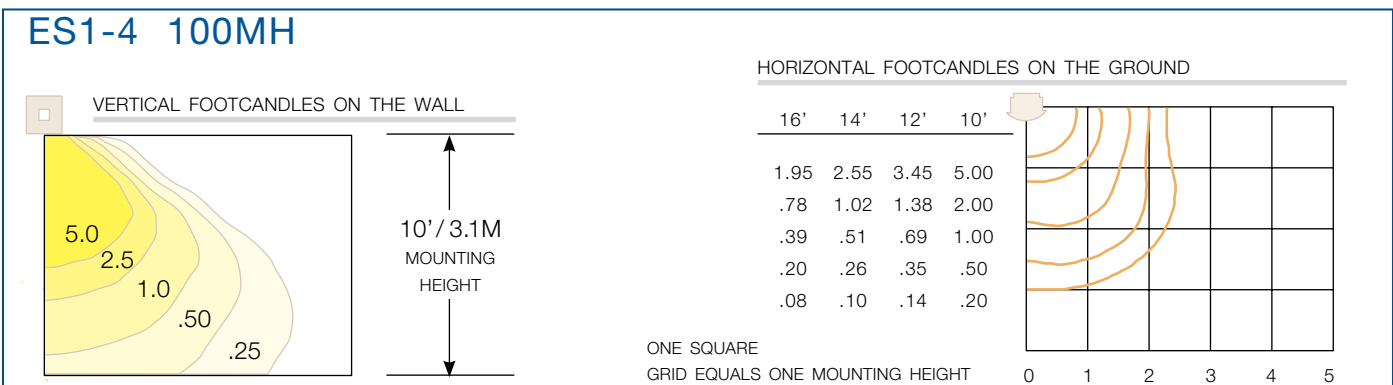 ES1-4 100MH
VERTICAL FOOTCANDLES ON THE WALL
5.0
2.5
1.0
.50
.25
10’/3.1M
MOUNTING
HEIGHT
HORIZONTAL FOOTCANDLES ON THE GROUND
16’ 14’ 12’ 10’
1.95 2.55 3.45 5.00
.78 1.02 1.38 2.00
.39 .51 .69 1.00
.20 .26 .35 .50
.08 .10 .14 .20
ONE SQUARE
GRID EQUALS ONE MOUNTING HEIGHT
0 1 2 3 4 5